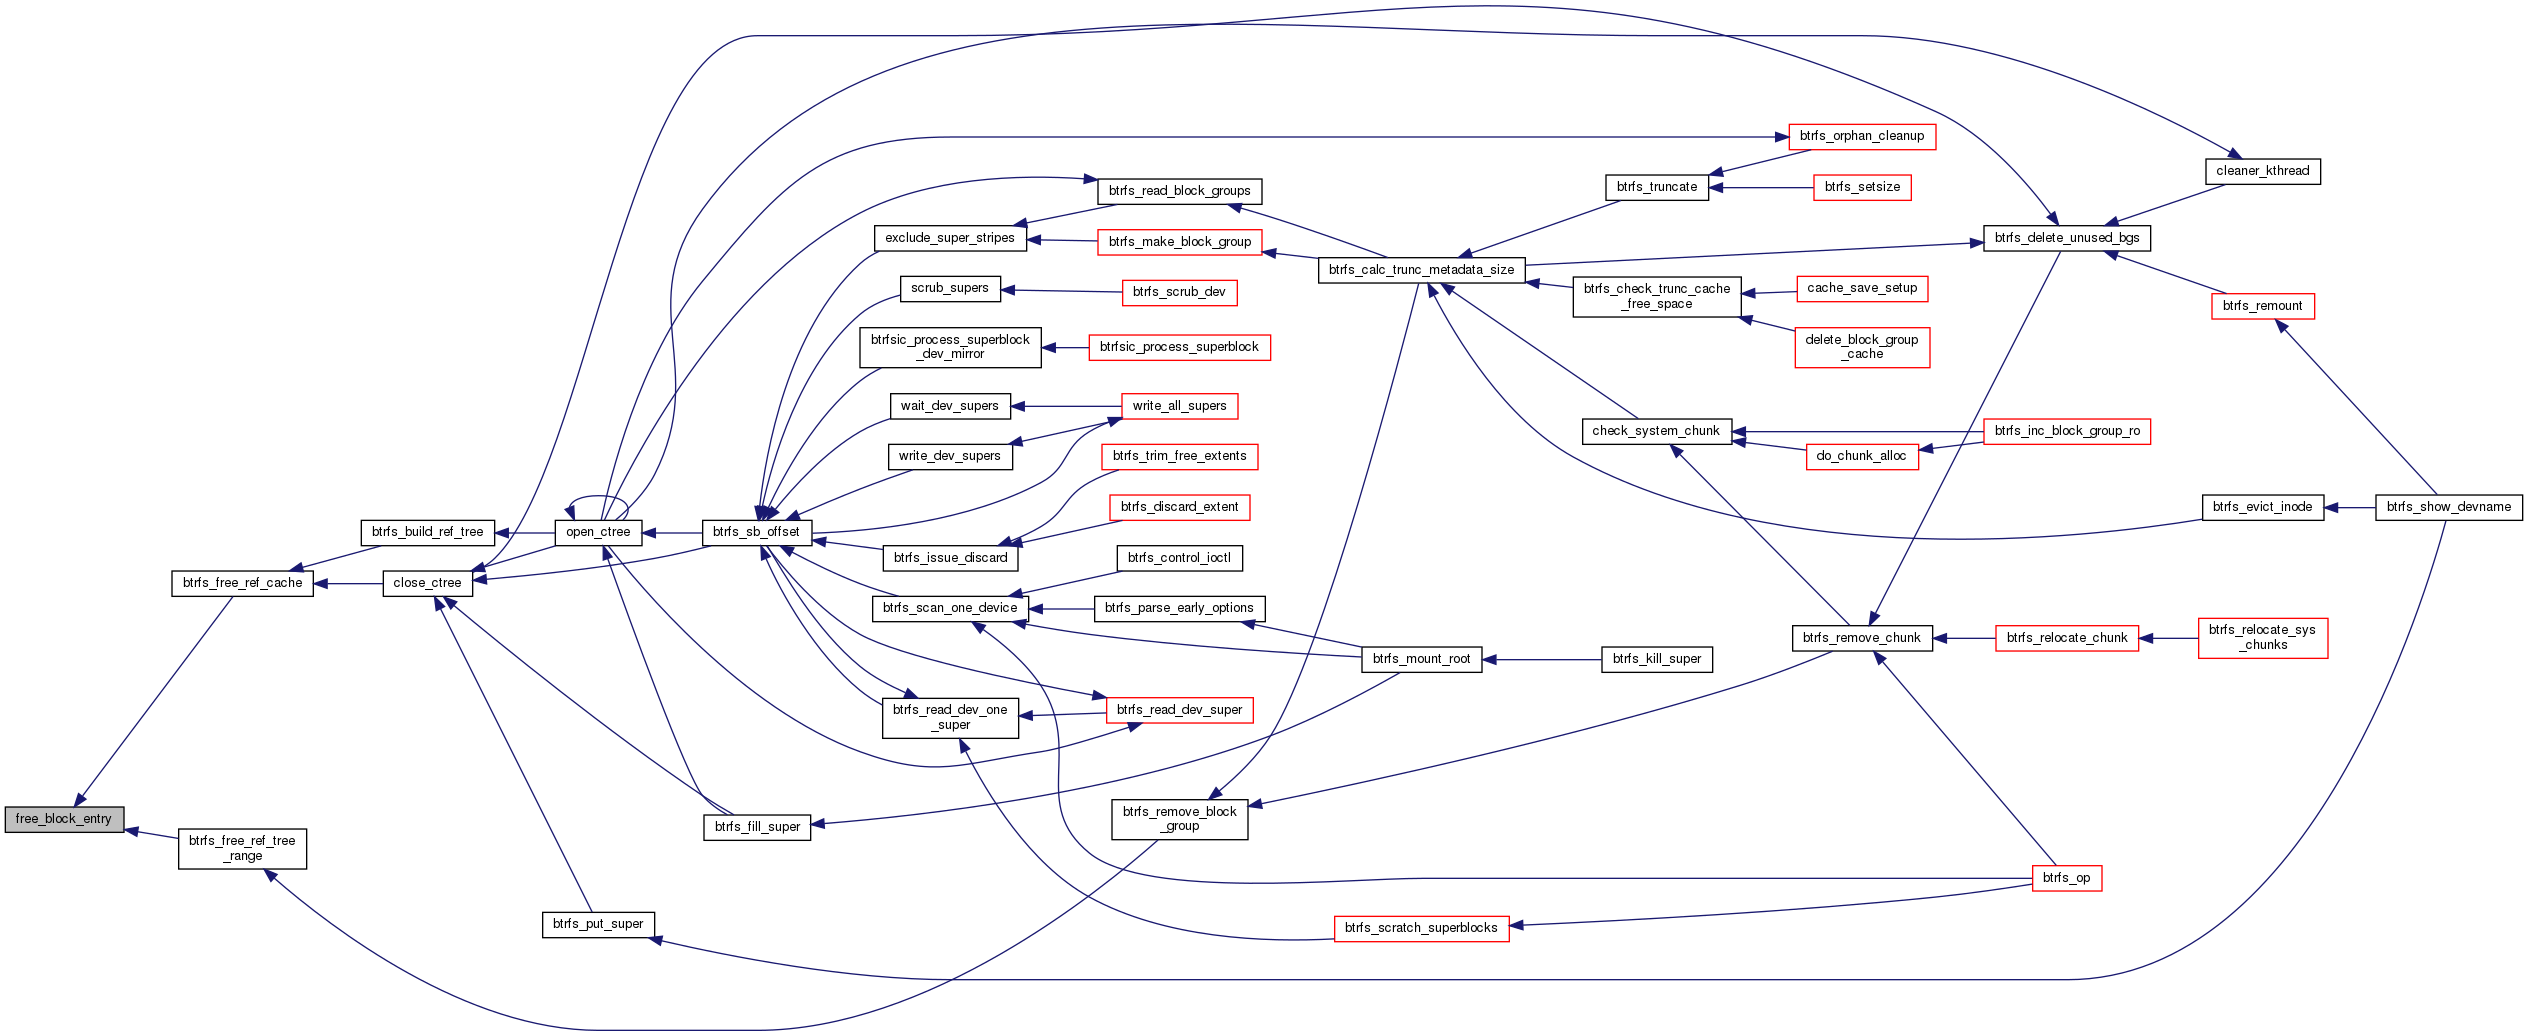 free_block_entry
btrfs_free_ref_cache
btrfs_free_ref_tree
_range
btrfs_build_ref_tree
close_ctree
open_ctree
btrfs_put_super
btrfs_sb_offset
btrfs_fill_super
exclude_super_stripes
scrub_supers
btrfsic_process_superblock
_dev_mirror
wait_dev_supers
write_dev_supers
btrfs_issue_discard
btrfs_scan_one_device
btrfs_read_dev_one
_super
btrfs_read_block_groups
btrfs_make_block_group
btrfs_scrub_dev
btrfsic_process_superblock
write_all_supers
btrfs_trim_free_extents
btrfs_discard_extent
btrfs_control_ioctl
btrfs_parse_early_options
btrfs_read_dev_super
btrfs_remove_block
_group
btrfs_calc_trunc_metadata_size
btrfs_mount_root
btrfs_scratch_superblocks
btrfs_truncate
btrfs_check_trunc_cache
_free_space
check_system_chunk
btrfs_kill_super
btrfs_orphan_cleanup
btrfs_setsize
cache_save_setup
delete_block_group
_cache
do_chunk_alloc
btrfs_remove_chunk
btrfs_delete_unused_bgs
btrfs_inc_block_group_ro
btrfs_relocate_chunk
btrfs_op
cleaner_kthread
btrfs_remount
btrfs_evict_inode
btrfs_relocate_sys
_chunks
btrfs_show_devname